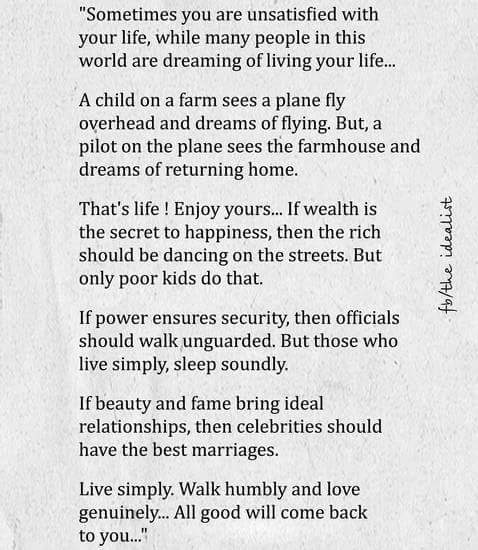 "Sometimes you are unsatisfied with
your life, while many people in this
world are dreaming of living your life...
A child on a farm sees a plane fly
overhead and dreams of flying. But, a
pilot on the plane sees the farmhouse and
dreams of returning home.
That's life ! Enjoy yours... If wealth is
the secret to happiness, then the rich
should be dancing on the streets. But
only poor kids do that.
If power ensures security, then officials
should walk unguarded. But those who
live simply, sleep soundly.
If beauty and fame bring ideal
relationships, then celebrities should
have the best marriages.
Live simply. Walk humbly and love
genuinely... All good will come back
to you..."
fb/the idealist